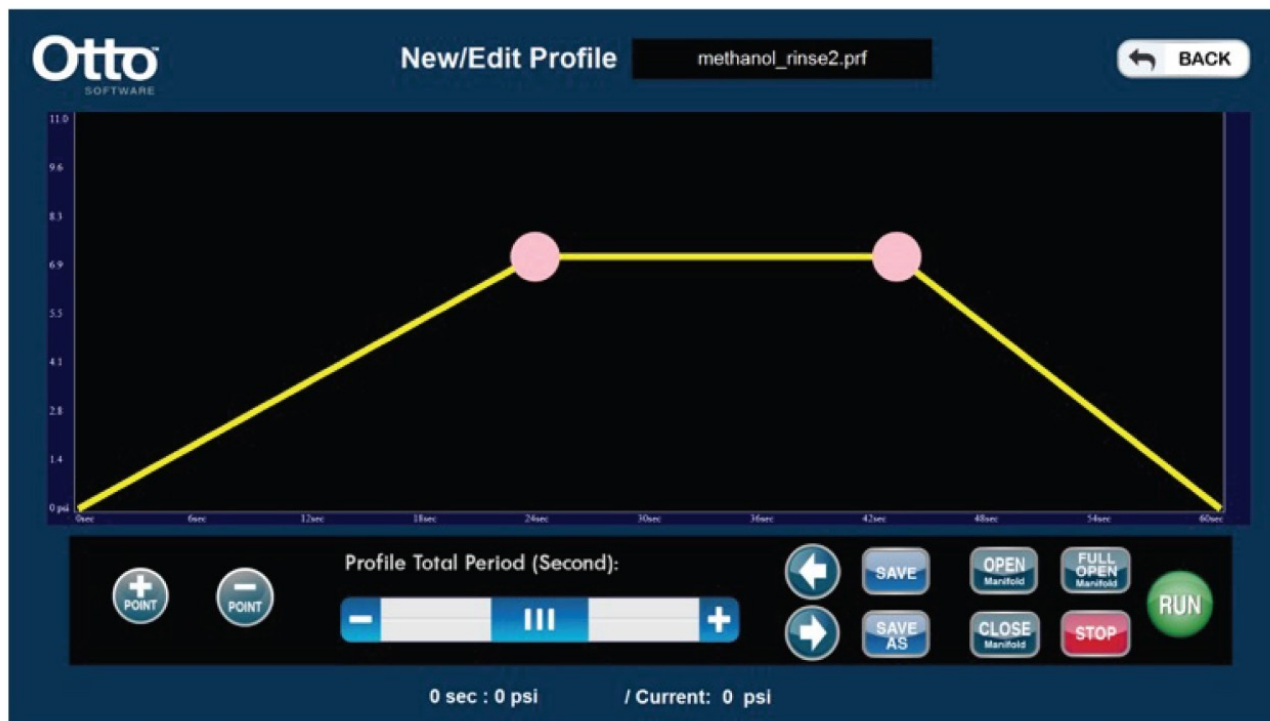 Otto™
SOFTWARE
New/Edit Profile
methanol_rinse2.prf
BACK
11.0
9.6
8.3
6.9
5.5
4.1
2.8
1.4
0 psi
0sec 6sec 12sec 18sec 24sec 30sec 36sec 42sec 48sec 54sec 60sec
+ POINT
- POINT
Profile Total Period (Second):
- +
SAVE
SAVE AS
OPEN
Manifold
CLOSE
Manifold
FULL
OPEN
Manifold
STOP
RUN
0 sec : 0 psi / Current: 0 psi